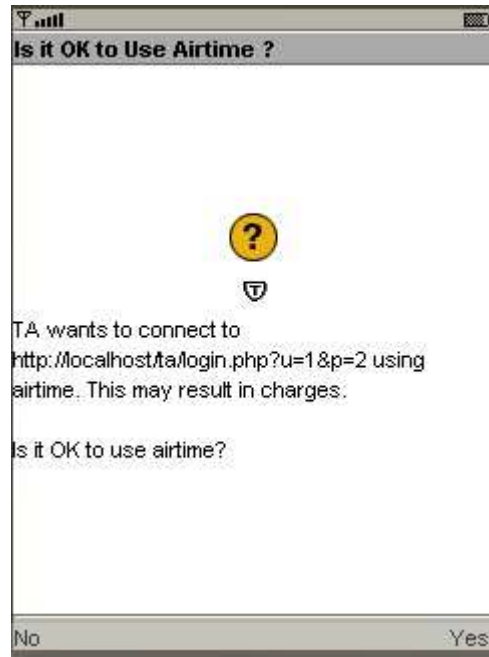 Is it OK to Use Airtime ?
?
T
TA wants to connect to
http://localhost/ta/login.php?u=1&p=2 using
airtime. This may result in charges.
Is it OK to use airtime?
No Yes